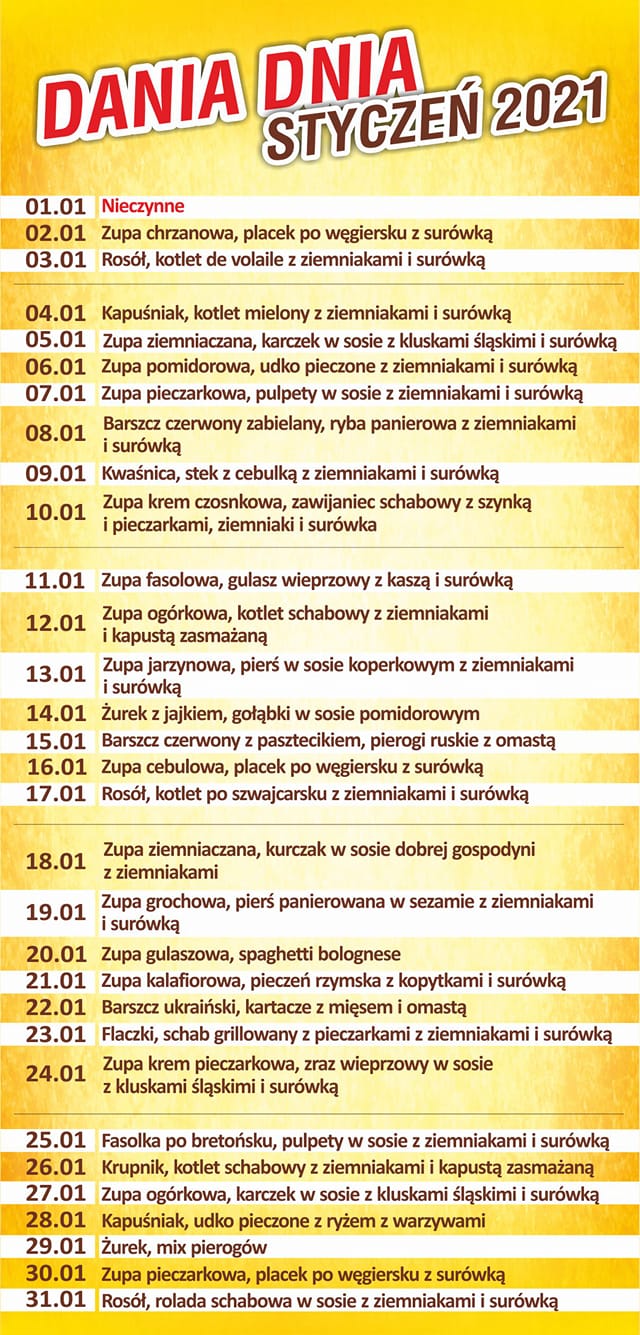 DANIA DNIA
STYCZEŃ 2021
01.01 Nieczynne
02.01 Zupa chrzanowa, placek po węgiersku z surówką
03.01 Rosół, kotlet de volaile z ziemniakami i surówką
04.01 Kapuśniak, kotlet mielony z ziemniakami i surówką
05.01 Zupa ziemniaczana, karczek w sosie z kluskami śląskimi i surówką
06.01 Zupa pomidorowa, udko pieczone z ziemniakami i surówką
07.01 Zupa pieczarkowa, pulpety w sosie z ziemniakami i surówką
08.01 Barszcz czerwony zabielany, ryba panierowa z ziemniakami
i surówką
09.01 Kwaśnica, stek z cebulką z ziemniakami i surówką
10.01 Zupa krem czosnkowa, zawijaniec schabowy z szynką
i pieczarkami, ziemniaki i surówka
11.01 Zupa fasolowa, gulasz wieprzowy z kaszą i surówką
12.01 Zupa ogórkowa, kotlet schabowy z ziemniakami
i kapustą zasmażaną
13.01 Zupa jarzynowa, pierś w sosie koperkowym z ziemniakami
i surówką
14.01 Żurek z jajkiem, gołąbki w sosie pomidorowym
15.01 Barszcz czerwony z pasztecikiem, pierogi ruskie z omastą
16.01 Zupa cebulowa, placek po węgiersku z surówką
17.01 Rosół, kotlet po szwajcarsku z ziemniakami i surówką
18.01 Zupa ziemniaczana, kurczak w sosie dobrej gospodyni
z ziemniakami
19.01 Zupa grochowa, pierś panierowana w sezamie z ziemniakami
i surówką
20.01 Zupa gulaszowa, spaghetti bolognese
21.01 Zupa kalafiorowa, pieczeń rzymska z kopytkami i surówką
22.01 Barszcz ukraiński, kartacze z mięsem i omastą
23.01 Flaczki, schab grillowany z pieczarkami z ziemniakami i surówką
24.01 Zupa krem pieczarkowa, zraz wieprzowy w sosie
z kluskami śląskimi i surówką
25.01 Fasolka po bretońsku, pulpety w sosie z ziemniakami i surówką
26.01 Krupnik, kotlet schabowy z ziemniakami i kapustą zasmażaną
27.01 Zupa ogórkowa, karczek w sosie z kluskami śląskimi i surówką
28.01 Kapuśniak, udko pieczone z ryżem z warzywami
29.01 Żurek, mix pierogów
30.01 Zupa pieczarkowa, placek po węgiersku z surówką
31.01 Rosół, rolada schabowa w sosie z ziemniakami i surówką